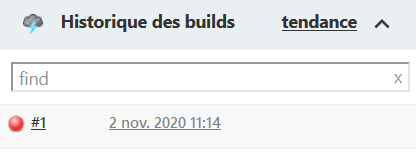 Historique des builds tendance
find x
#1 2 nov. 2020 11:14